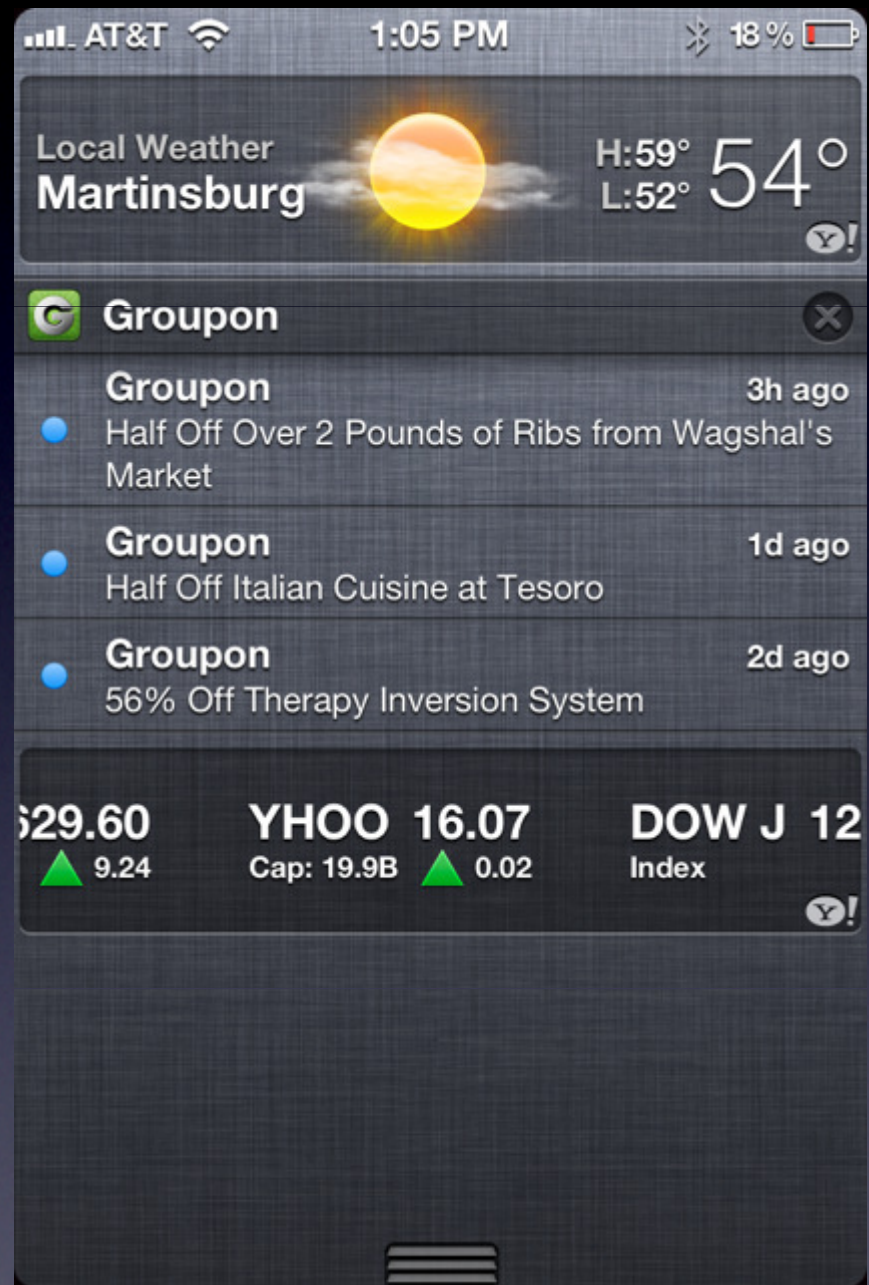 AT&T 1:05 PM 18%
Local Weather
Martinsburg
H:59° 54°
L:52°
Y!
Groupon
Groupon 3h ago
Half Off Over 2 Pounds of Ribs from Wagshal's
Market
Groupon 1d ago
Half Off Italian Cuisine at Tesoro
Groupon 2d ago
56% Off Therapy Inversion System
29.60 YHOO 16.07 DOW J 12
9.24 Cap: 19.9B 0.02 Index
Y!